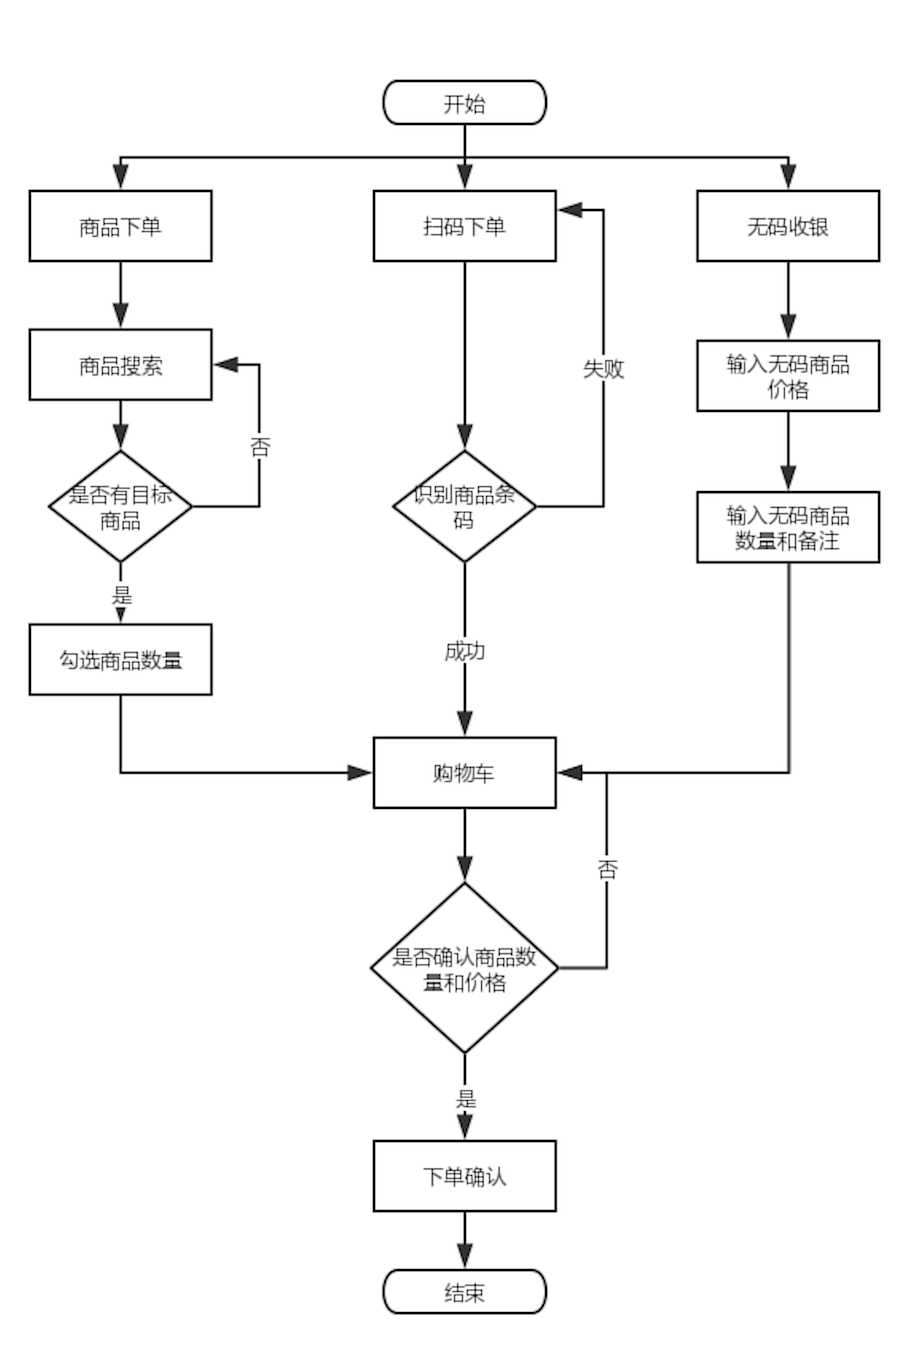 开始
商品下单
扫码下单
无码收银
商品搜索
失败
输入无码商品
价格
否
是否有目标
商品
识别商品条
码
输入无码商品
数量和备注
是
勾选商品数量
成功
购物车
否
是否确认商品数
量和价格
是
下单确认
结束